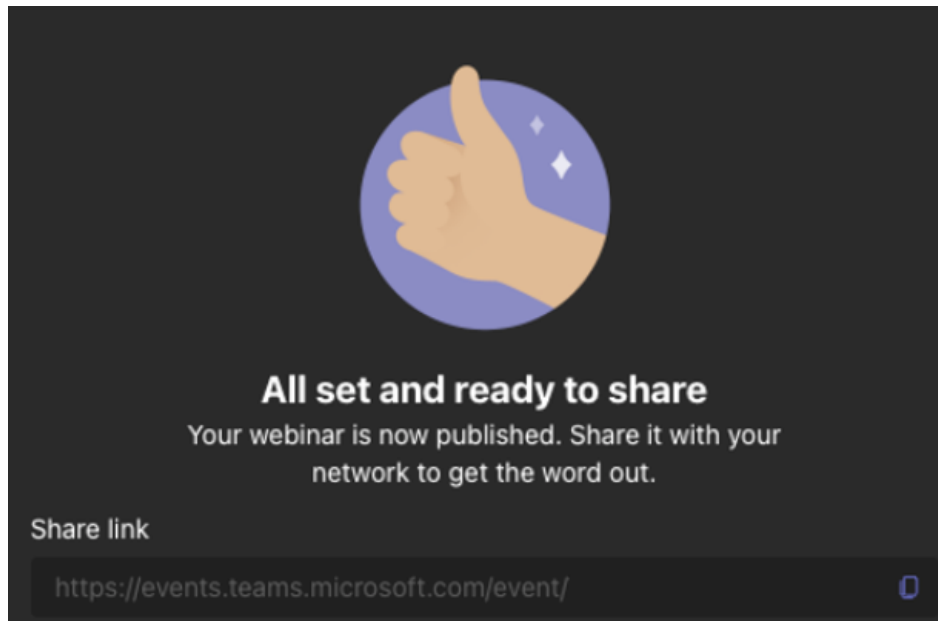 All set and ready to share
Your webinar is now published. Share it with your
network to get the word out.
Share link
https://events.teams.microsoft.com/event/